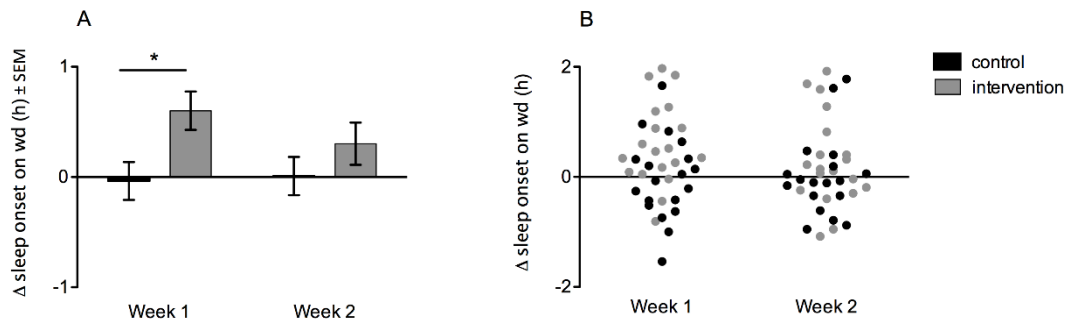 A
Δ sleep onset on wd (h) ± SEM
1
0
-1
*
Week 1
Week 2
B
Δ sleep onset on wd (h)
2
0
-2
Week 1
Week 2
control
intervention